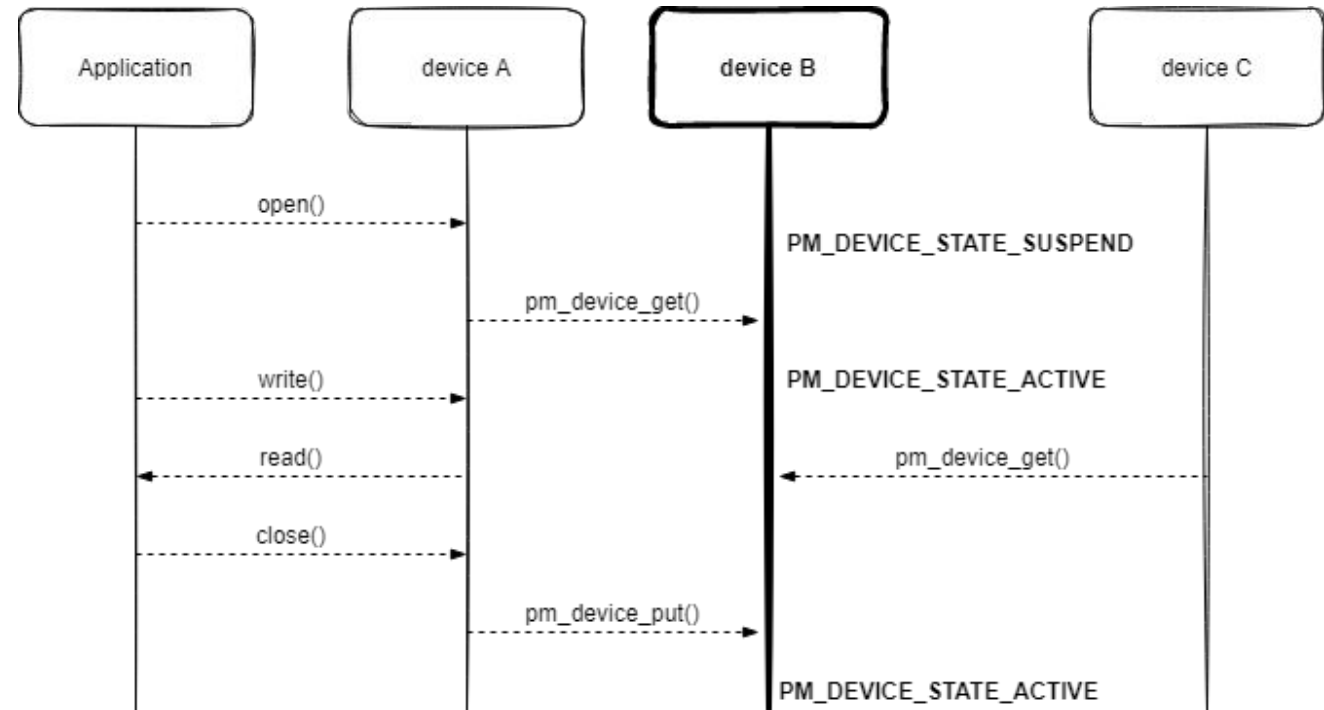 Application
device A
device B
device C
open()
PM_DEVICE_STATE_SUSPEND
pm_device_get()
write()
PM_DEVICE_STATE_ACTIVE
read()
pm_device_get()
close()
pm_device_put()
PM_DEVICE_STATE_ACTIVE